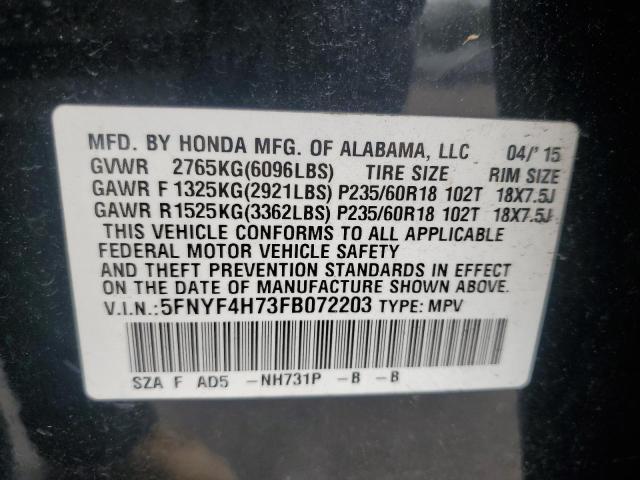 MFD. BY HONDA MFG. OF ALABAMA, LLC 04/'15
GVWR 2765KG(6096LBS) TIRE SIZE RIM SIZE
GAWR F 1325KG(2921LBS) P235/60R18 102T 18X7.5J
GAWR R 1525KG(3362LBS) P235/60R18 102T 18X7.5J
THIS VEHICLE CONFORMS TO ALL APPLICABLE
FEDERAL MOTOR VEHICLE SAFETY
AND THEFT PREVENTION STANDARDS IN EFFECT
ON THE DATE OF MANUFACTURE SHOWN ABOVE.
V.I.N.:5FNYF4H73FB072203 TYPE: MPV
SZA F AD5 -NH731P -B -B